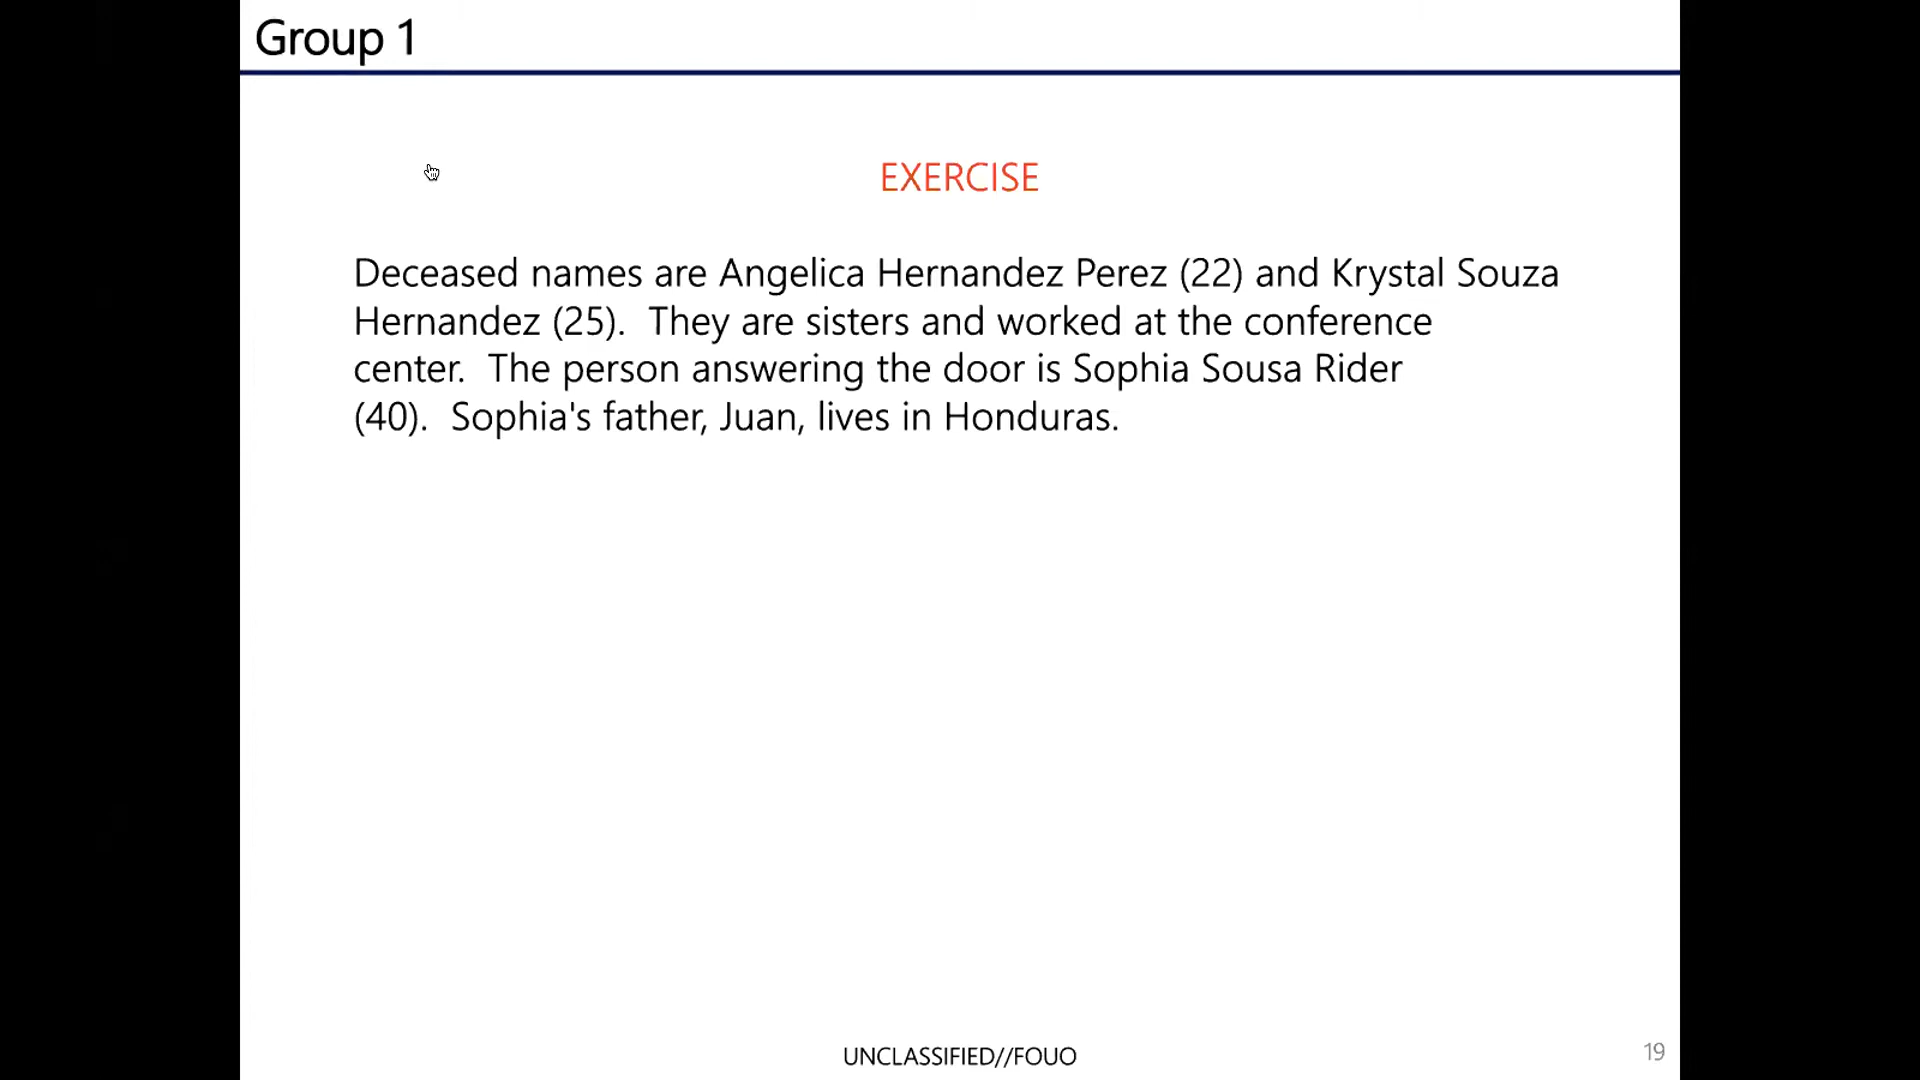 Group 1
EXERCISE
Deceased names are Angelica Hernandez Perez (22) and Krystal Souza
Hernandez (25).  They are sisters and worked at the conference
center.  The person answering the door is Sophia Sousa Rider
(40).  Sophia's father, Juan, lives in Honduras.
UNCLASSIFIED//FOUO
19